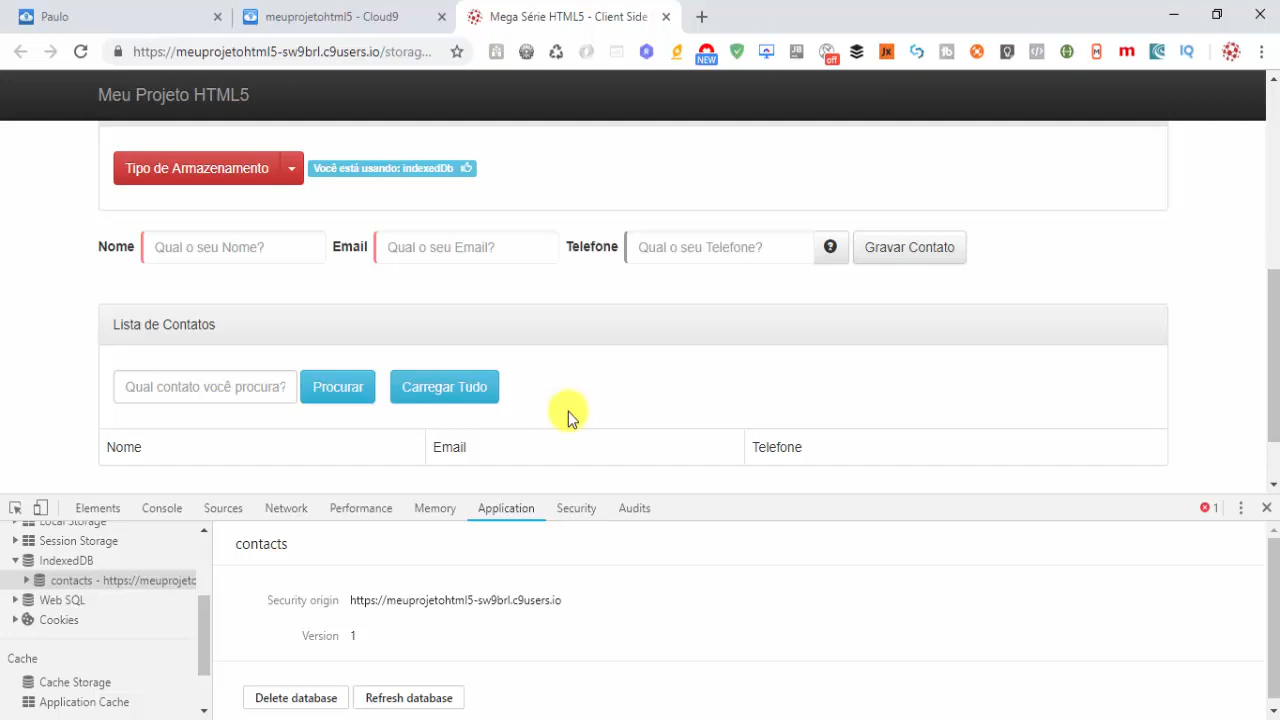 Paulo
meuprojetohtml5 - Cloud9
Mega Série HTML5 - Client Side
https://meuprojetohtml5-sw9brl.c9users.io/storag...
NEW
off
Meu Projeto HTML5
Tipo de Armazenamento
Você está usando: indexedDb
Nome
Qual o seu Nome?
Email
Qual o seu Email?
Telefone
Qual o seu Telefone?
Gravar Contato
Lista de Contatos
Qual contato você procura?
Procurar
Carregar Tudo
Nome
Email
Telefone
Elements
Console
Sources
Network
Performance
Memory
Application
Security
Audits
1
Local Storage
Session Storage
IndexedDB
contacts - https://meuprojeto
Web SQL
Cookies
Cache
Cache Storage
Application Cache
contacts
Security origin
https://meuprojetohtml5-sw9brl.c9users.io
Version
1
Delete database
Refresh database